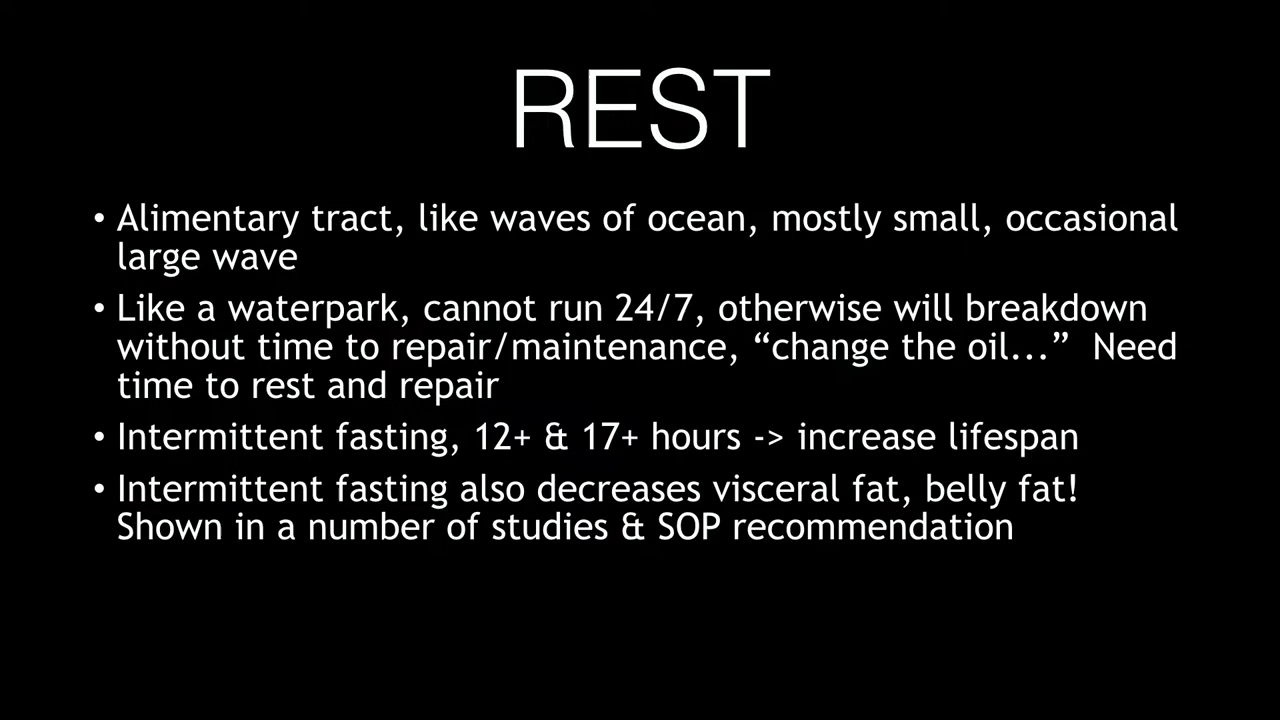 REST
• Alimentary tract, like waves of ocean, mostly small, occasional
large wave
• Like a waterpark, cannot run 24/7, otherwise will breakdown
without time to repair/maintenance, “change the oil...”  Need
time to rest and repair
• Intermittent fasting, 12+ & 17+ hours -> increase lifespan
• Intermittent fasting also decreases visceral fat, belly fat!
Shown in a number of studies & SOP recommendation